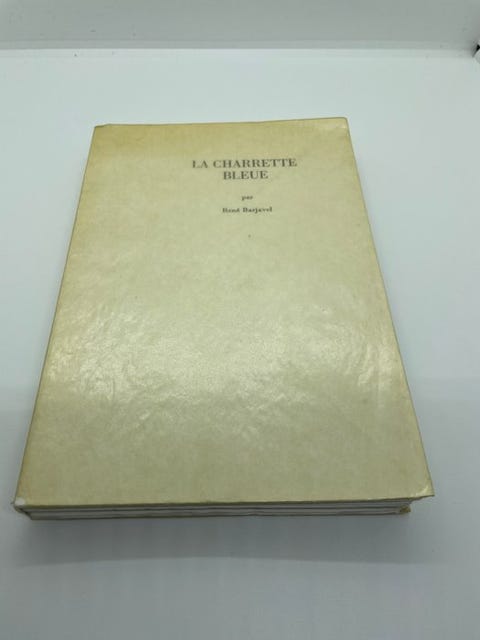 LA CHARRETTE
BLEUE
par
René Barjavel